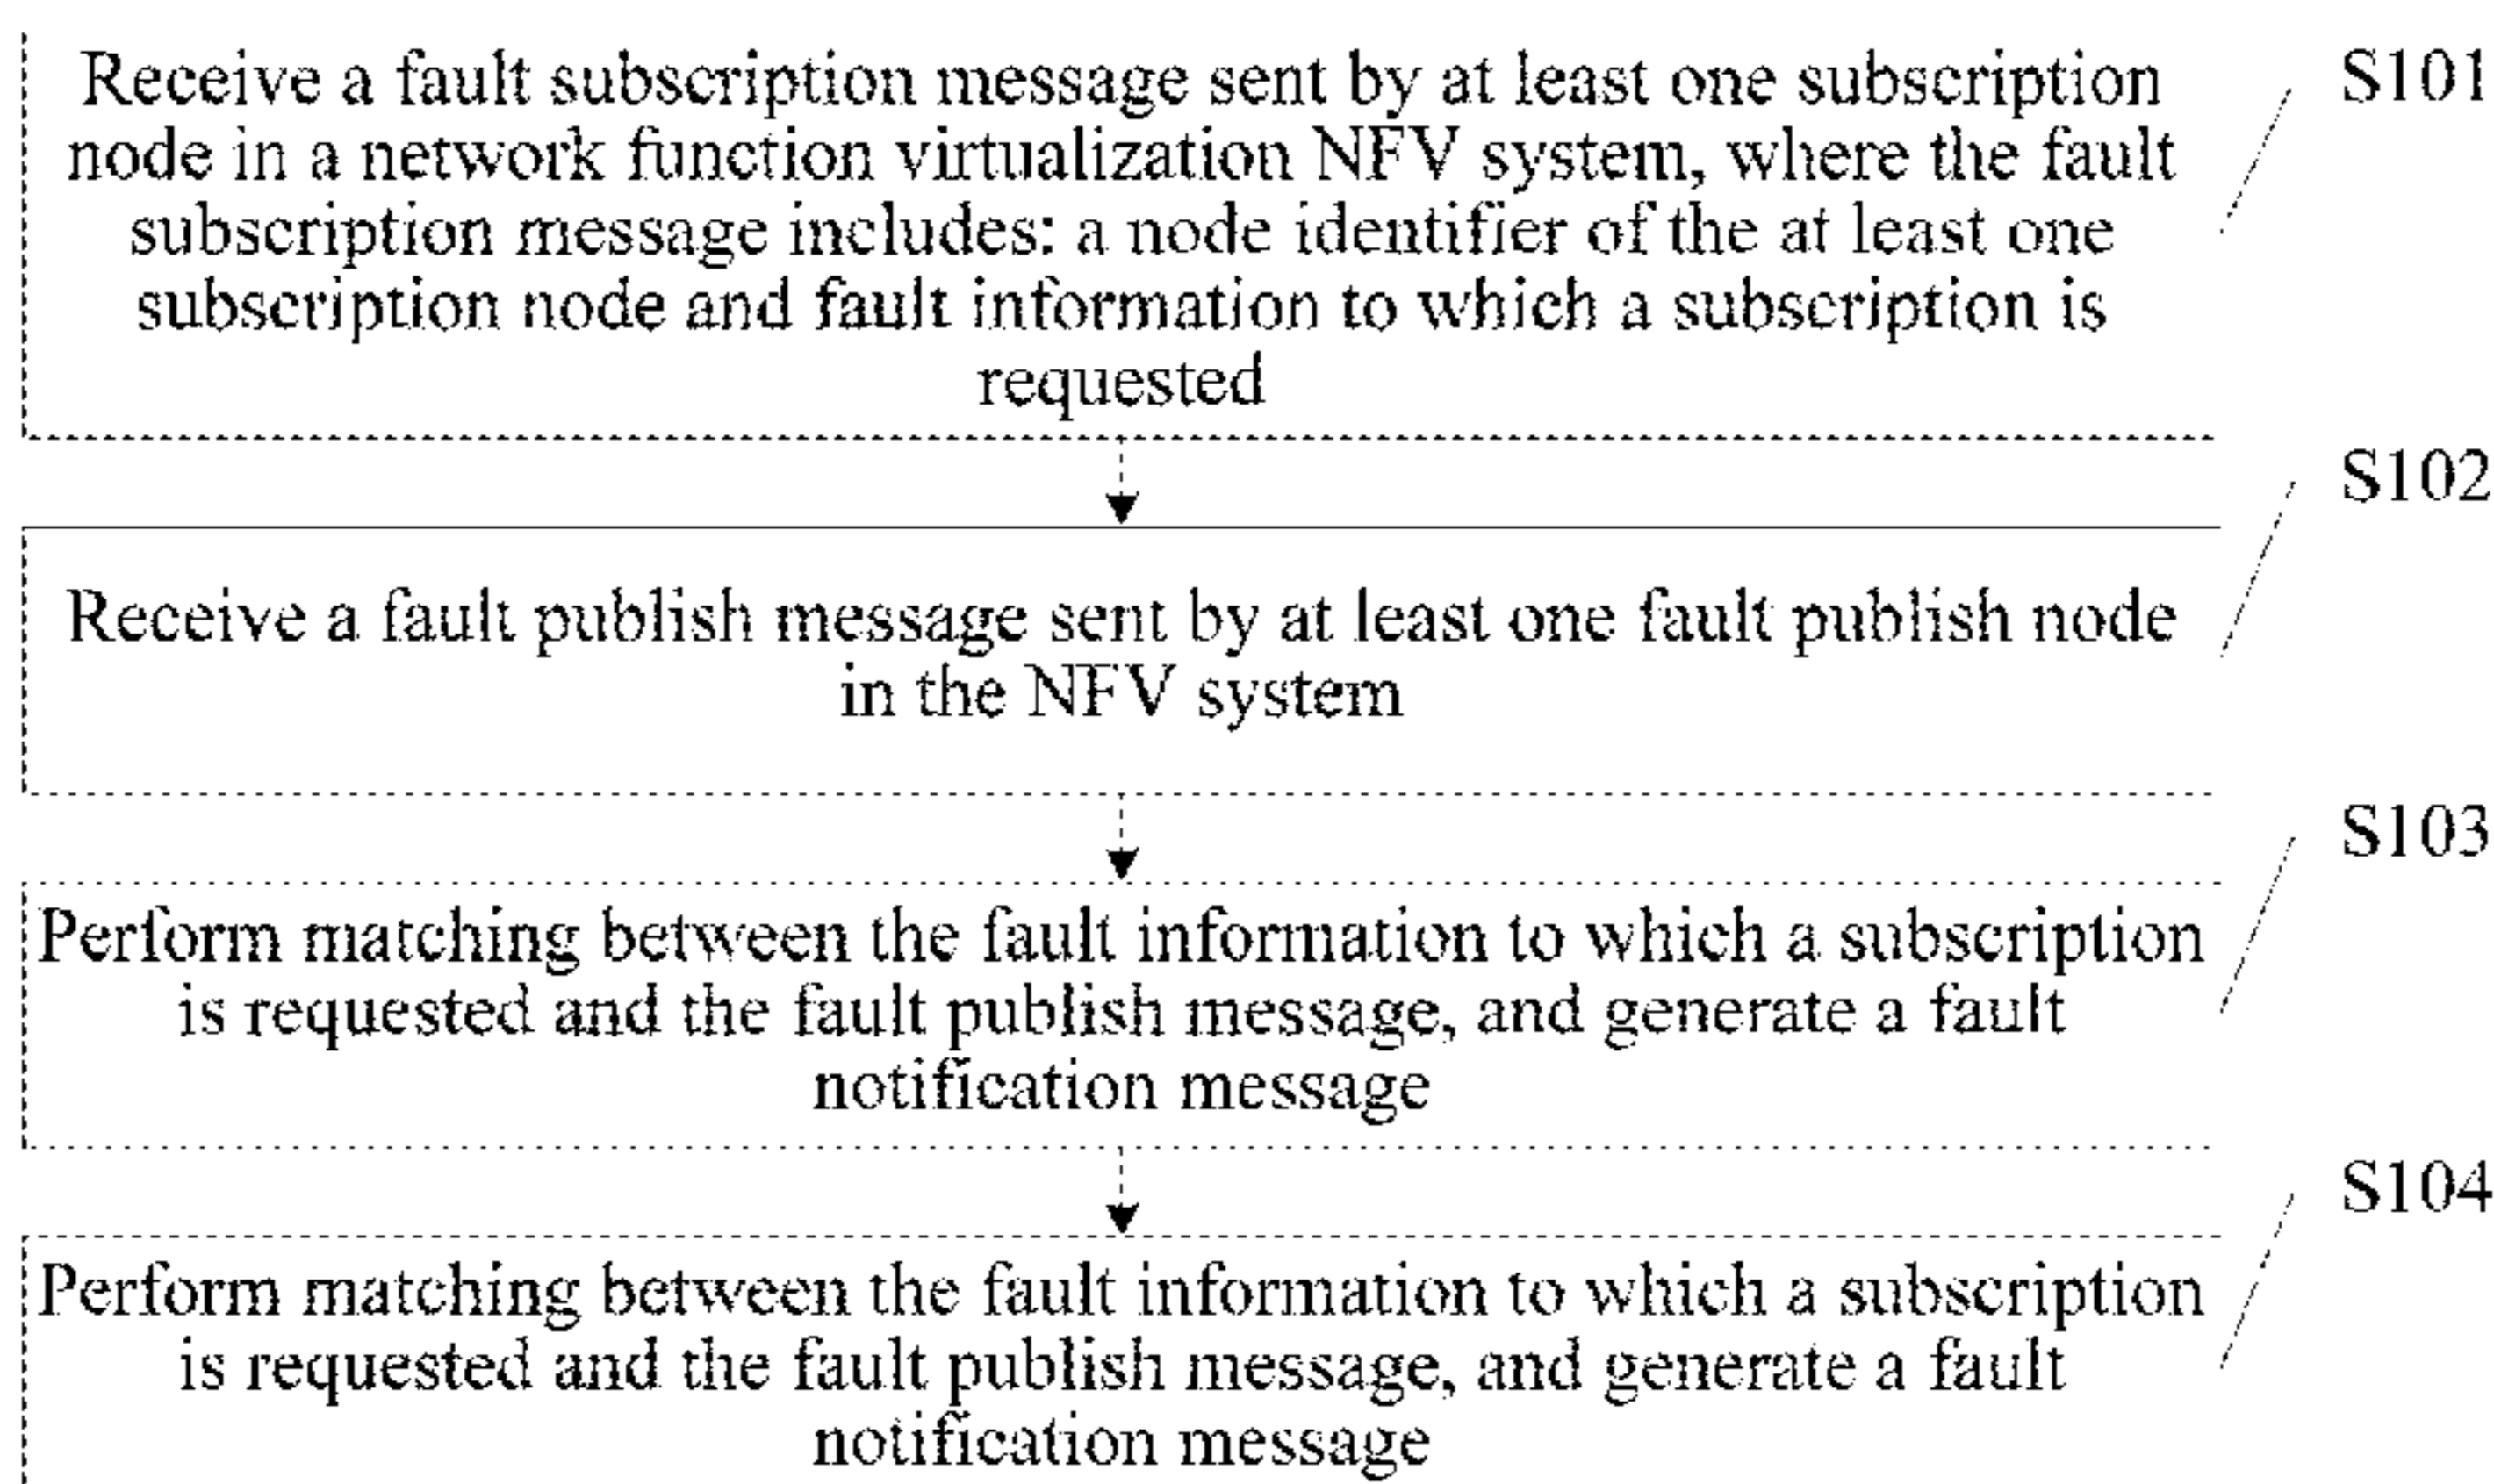 Receive a fault subscription message sent by at least one subscription
node in a network function virtualization NFV system, where the fault
subscription message includes: a node identifier of the at least one
subscription node and fault information to which a subscription is
requested
S101
Receive a fault publish message sent by at least one fault publish node
in the NFV system
S102
Perform matching between the fault information to which a subscription
is requested and the fault publish message, and generate a fault
notification message
S103
Perform matching between the fault information to which a subscription
is requested and the fault publish message, and generate a fault
notification message
S104